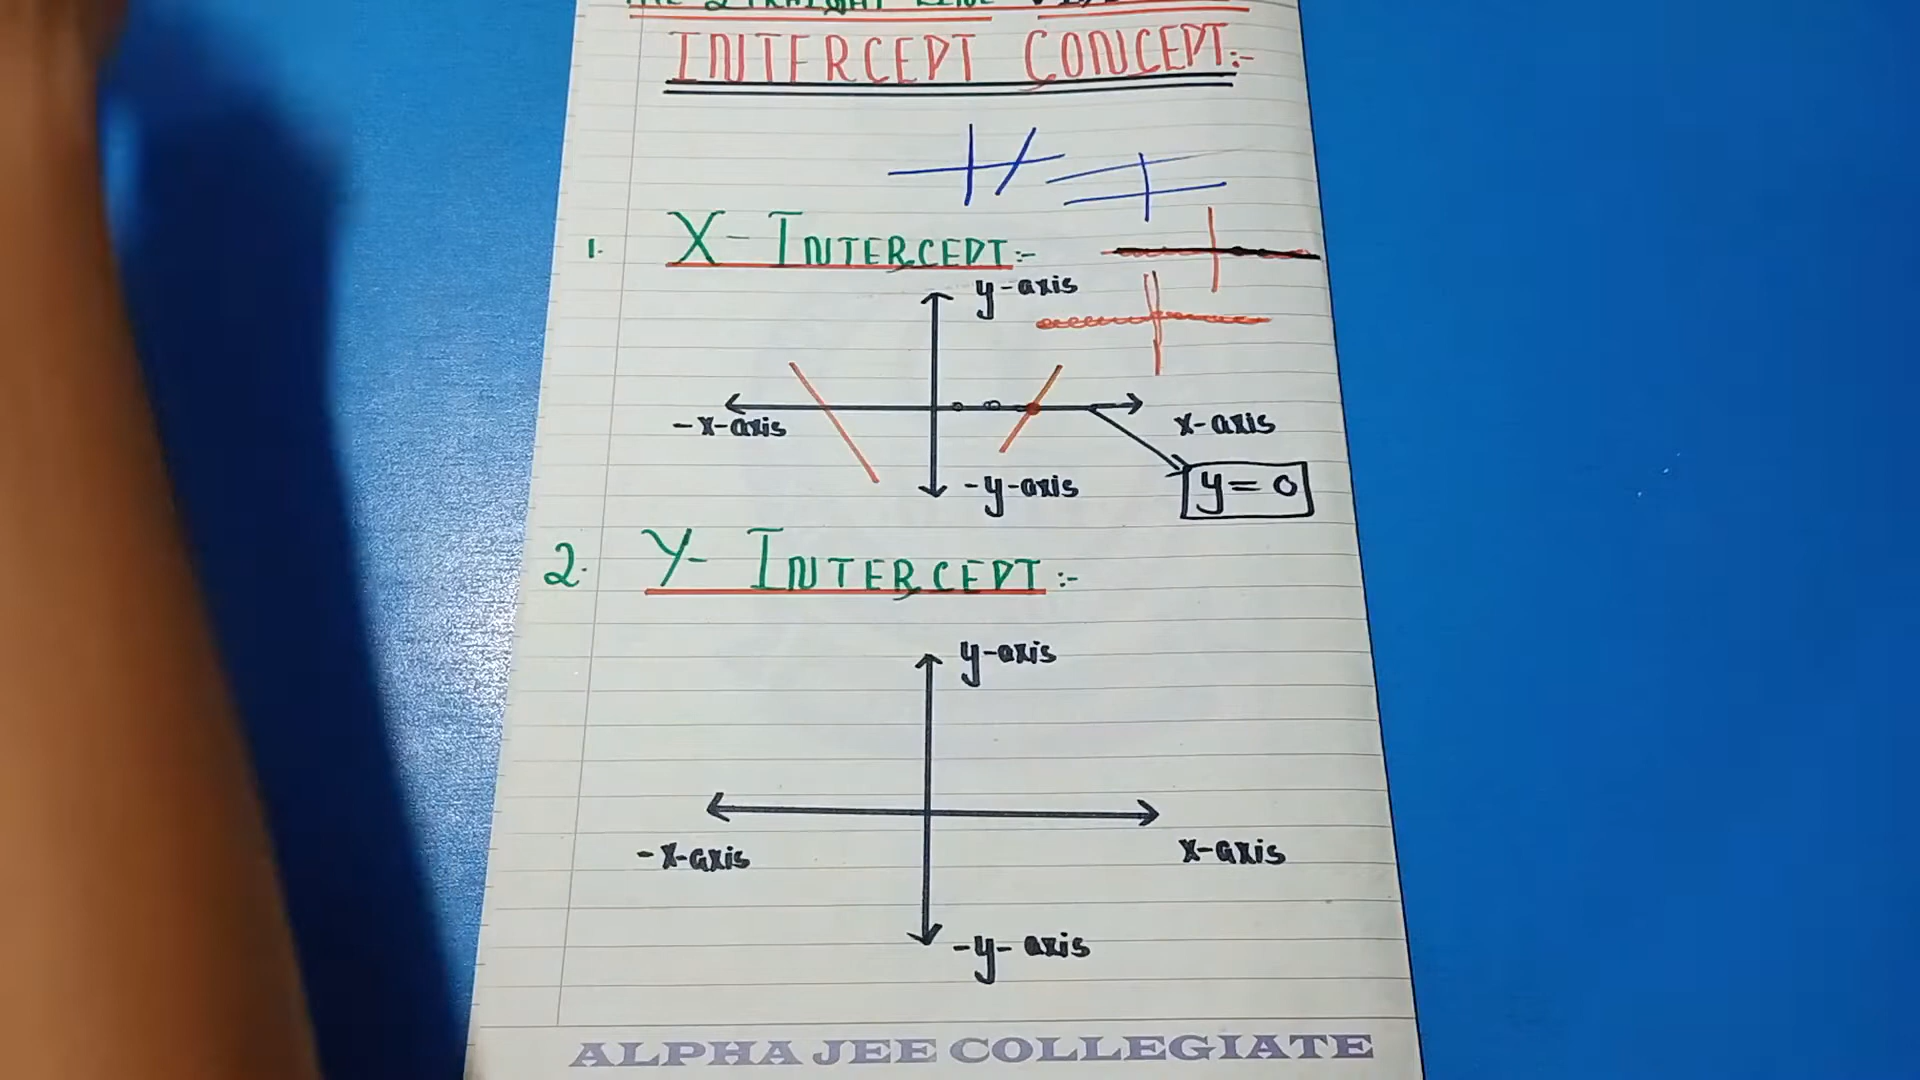 INTERCEPT CONCEPT:-
1. X-INTERCEPT:-
y-axis
-x-axis
x-axis
-y-axis
y=0
2. Y-INTERCEPT:-
y-axis
-x-axis
x-axis
-y-axis
ALPHA JEE COLLEGIATE